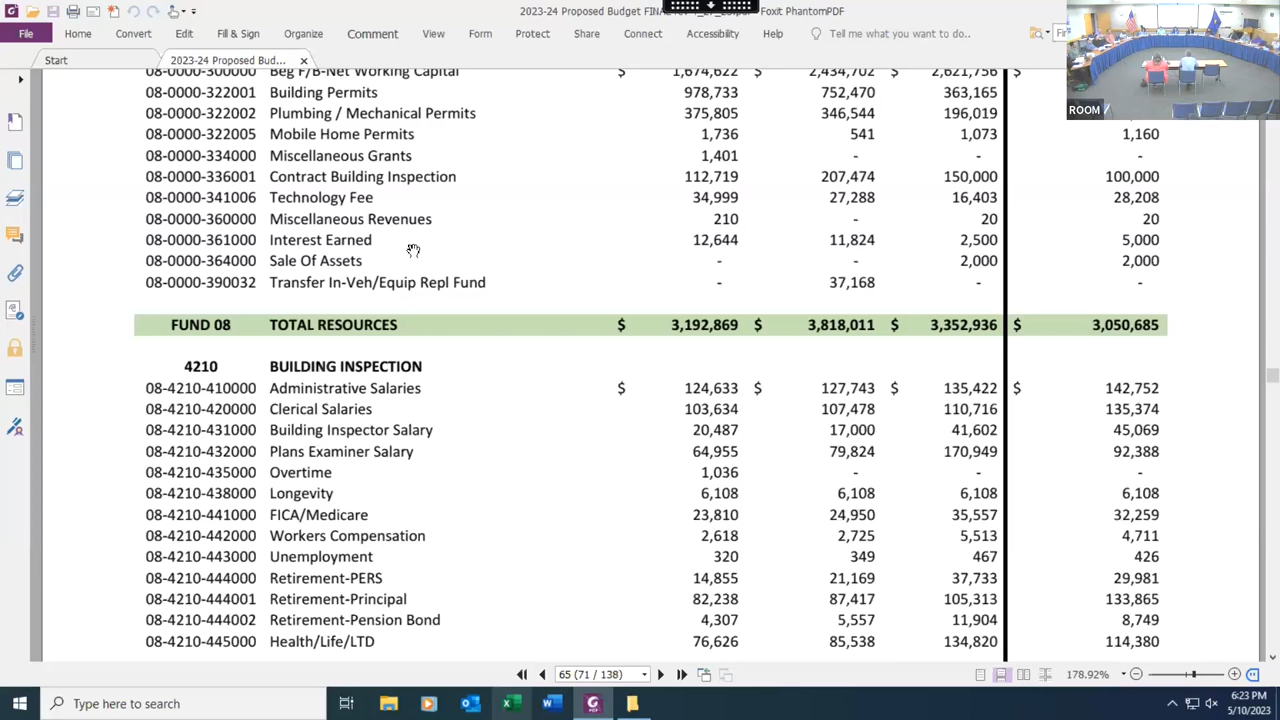 2023-24 Proposed Budget FINAL
Foxit PhantomPDF
File Home Convert Edit Fill & Sign Organize Comment View Form Protect Share Connect Accessibility Help Tell me what you want to do..
Start 2023-24 Proposed Bud...
ROOM
08-0000-300000 Beg F/B-Net Working Capital $ 1,674,622 $ 2,434,702 $ 2,621,756 $
08-0000-322001 Building Permits 978,733 752,470 363,165
08-0000-322002 Plumbing / Mechanical Permits 375,805 346,544 196,019
08-0000-322005 Mobile Home Permits 1,736 541 1,073 1,160
08-0000-334000 Miscellaneous Grants 1,401 - - -
08-0000-336001 Contract Building Inspection 112,719 207,474 150,000 100,000
08-0000-341006 Technology Fee 34,999 27,288 16,403 28,208
08-0000-360000 Miscellaneous Revenues 210 - 20 20
08-0000-361000 Interest Earned 12,644 11,824 2,500 5,000
08-0000-364000 Sale Of Assets - - 2,000 2,000
08-0000-390032 Transfer In-Veh/Equip Repl Fund - 37,168 - -
FUND 08 TOTAL RESOURCES $ 3,192,869 $ 3,818,011 $ 3,352,936 $ 3,050,685
4210 BUILDING INSPECTION
08-4210-410000 Administrative Salaries $ 124,633 $ 127,743 $ 135,422 $ 142,752
08-4210-420000 Clerical Salaries 103,634 107,478 110,716 135,374
08-4210-431000 Building Inspector Salary 20,487 17,000 41,602 45,069
08-4210-432000 Plans Examiner Salary 64,955 79,824 170,949 92,388
08-4210-435000 Overtime 1,036 - - -
08-4210-438000 Longevity 6,108 6,108 6,108 6,108
08-4210-441000 FICA/Medicare 23,810 24,950 35,557 32,259
08-4210-442000 Workers Compensation 2,618 2,725 5,513 4,711
08-4210-443000 Unemployment 320 349 467 426
08-4210-444000 Retirement-PERS 14,855 21,169 37,733 29,981
08-4210-444001 Retirement-Principal 82,238 87,417 105,313 133,865
08-4210-444002 Retirement-Pension Bond 4,307 5,557 11,904 8,749
08-4210-445000 Health/Life/LTD 76,626 85,538 134,820 114,380
65 (71 / 138) 178.92%
Type here to search
6:23 PM
5/10/2023